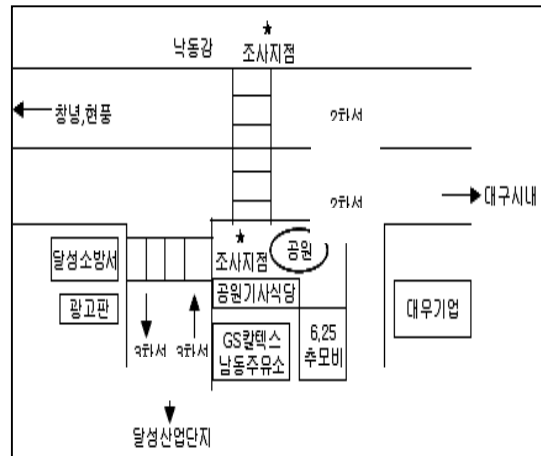 낙동강
★
조사지점
창녕,현풍
대구시내
★
조사지점
공원
달성소방서
광고판
공원기사식당
GS칼텍스
남동주유소
6,25
추모비
대우기업
달성산업단지